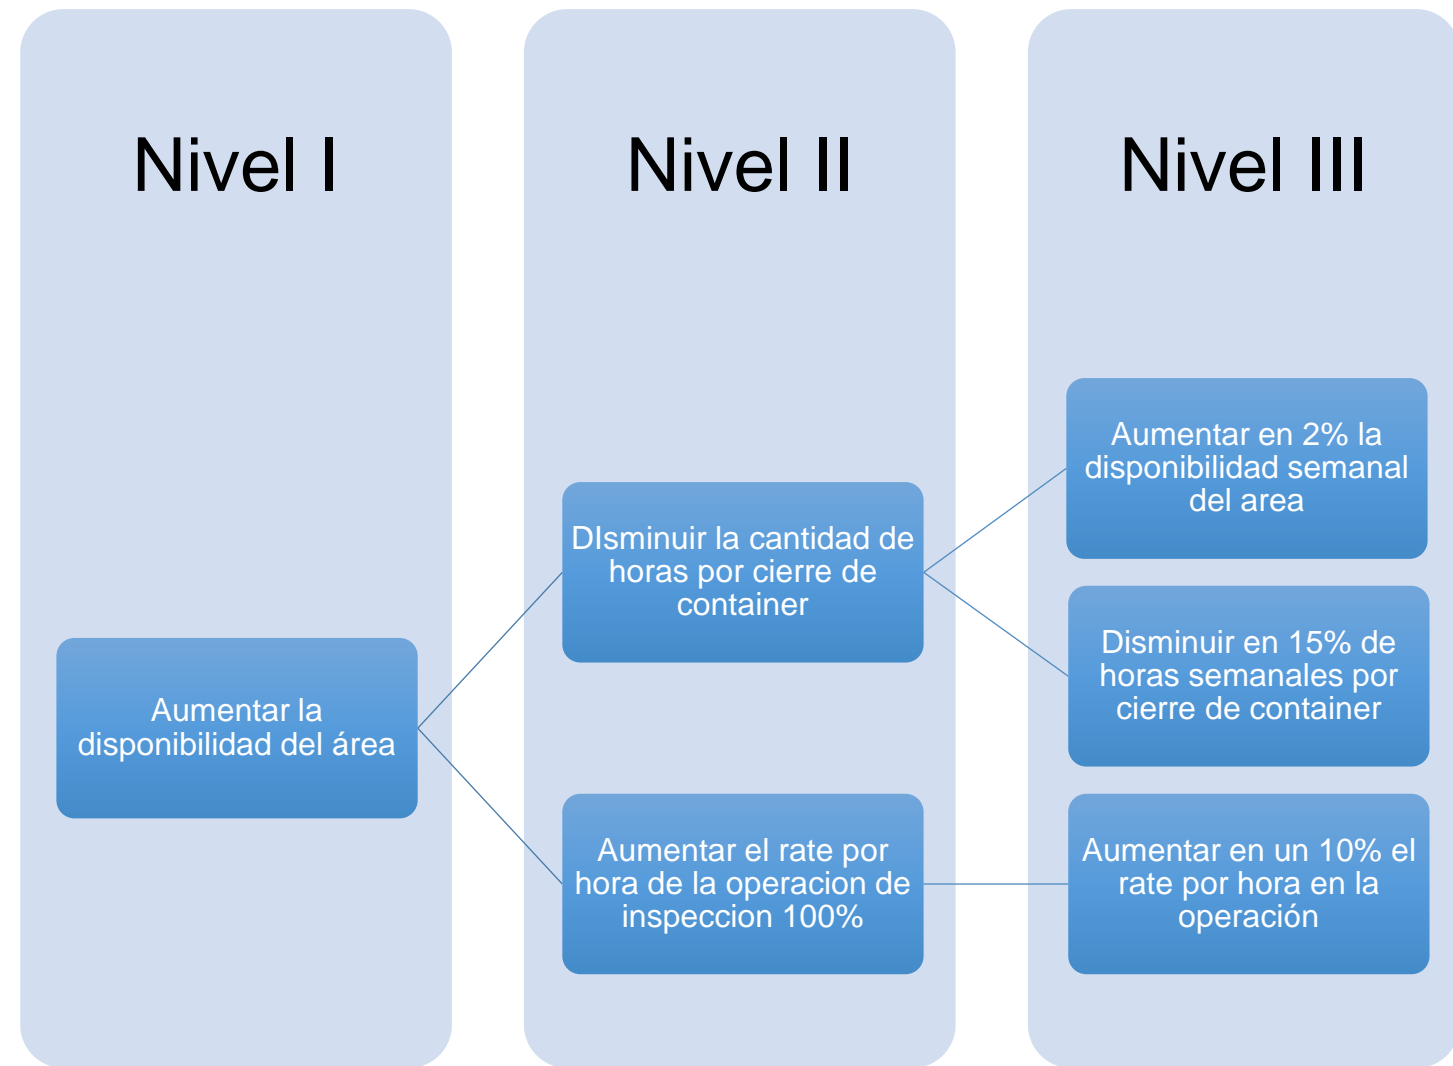 Nivel I
Nivel II
Nivel III
Aumentar la
disponibilidad del área
DIsminuir la cantidad de
horas por cierre de
container
Aumentar el rate por
hora de la operacion de
inspeccion 100%
Aumentar en 2% la
disponibilidad semanal
del area
Disminuir en 15% de
horas semanales por
cierre de container
Aumentar en un 10% el
rate por hora en la
operación